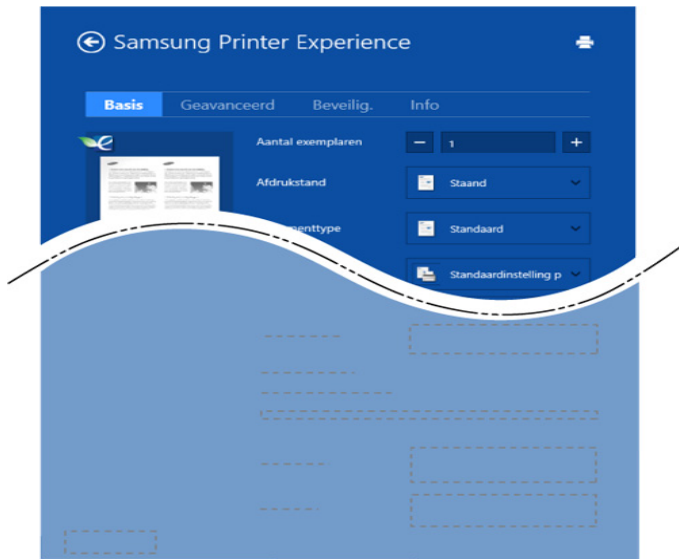 Samsung Printer Experience
Basis Geavanceerd Beveilig. Info
Aantal exemplaren 1
Afdrukstand Staand
Standaard
Standaardinstelling p